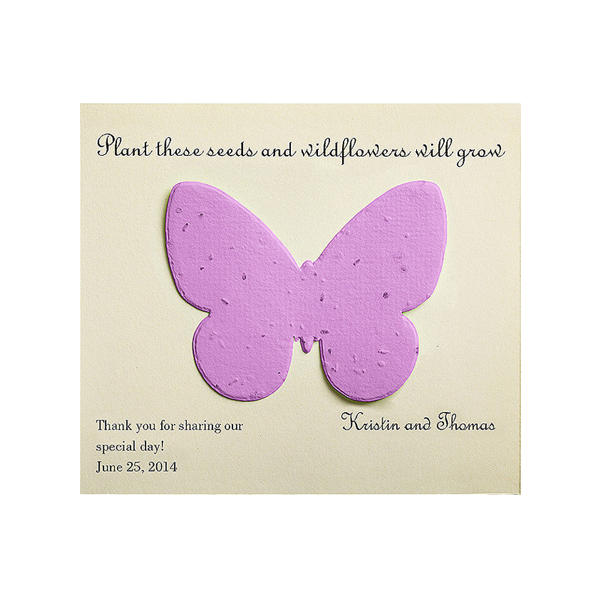 Plant these seeds and wildflowers will grow
Thank you for sharing our
special day!
June 25, 2014
Kristin and Thomas